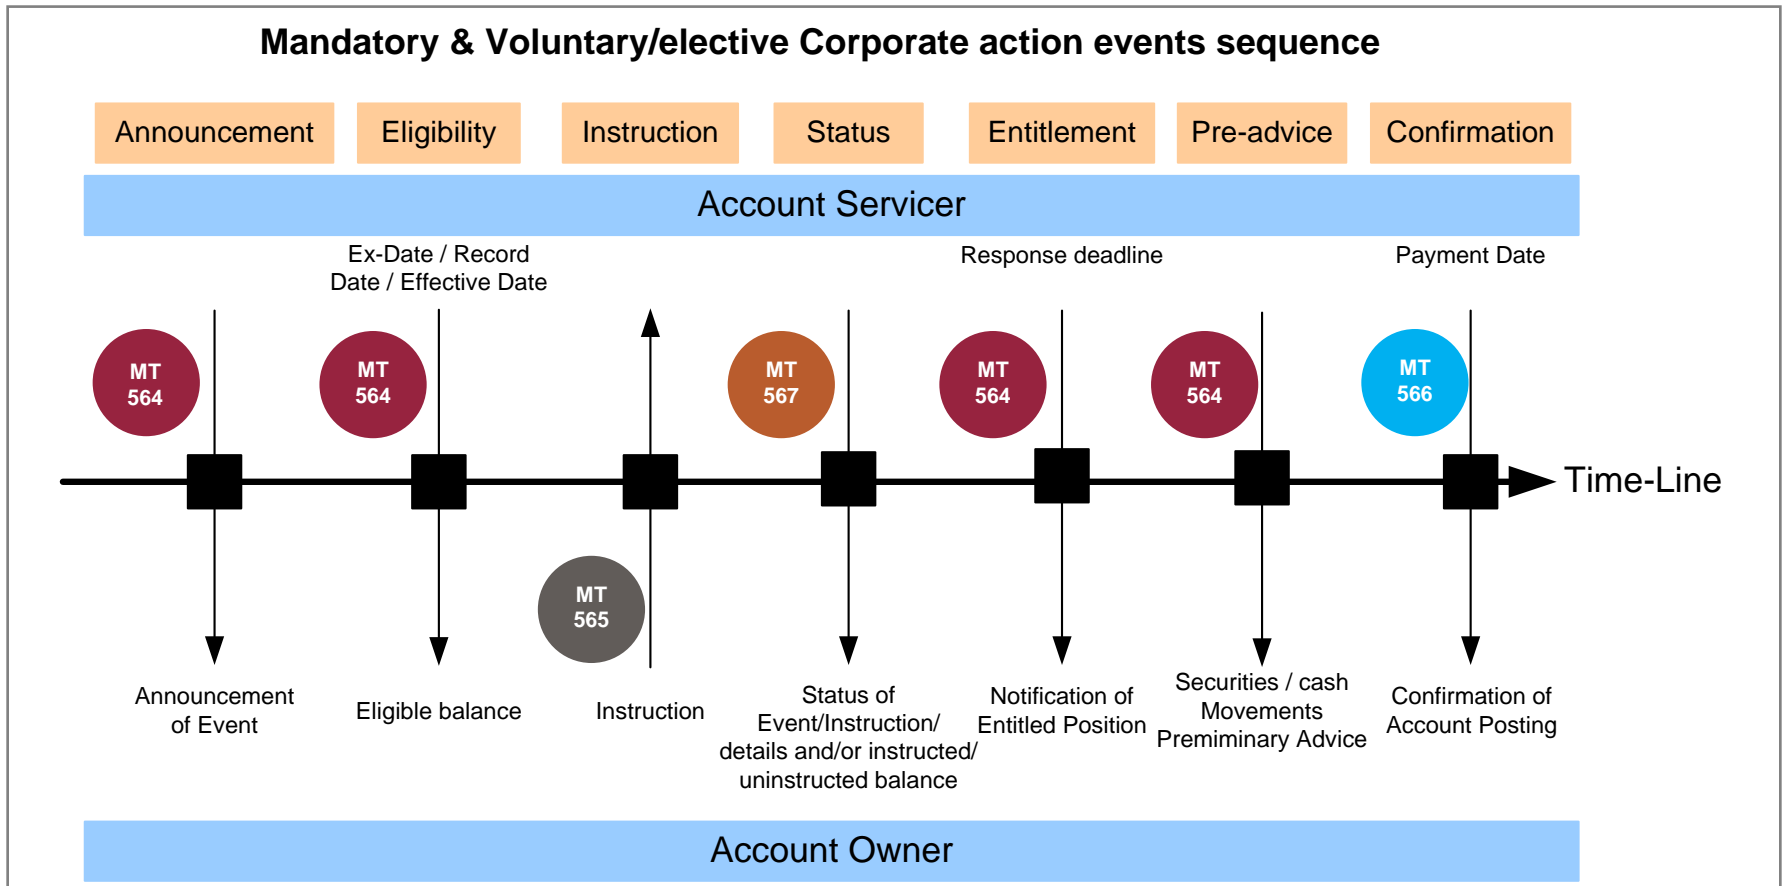 Mandatory & Voluntary/elective Corporate action events sequence
Announcement
Eligibility
Instruction
Status
Entitlement
Pre-advice
Confirmation
Account Servicer
Ex-Date / Record
Date / Effective Date
Response deadline
Payment Date
MT
564
MT
564
MT
567
MT
564
MT
564
MT
566
Time-Line
MT
565
Announcement
of Event
Eligible balance
Instruction
Status of
Event/Instruction/
details and/or instructed/
uninstructed balance
Notification of
Entitled Position
Securities / cash
Movements
Premiminary Advice
Confirmation of
Account Posting
Account Owner